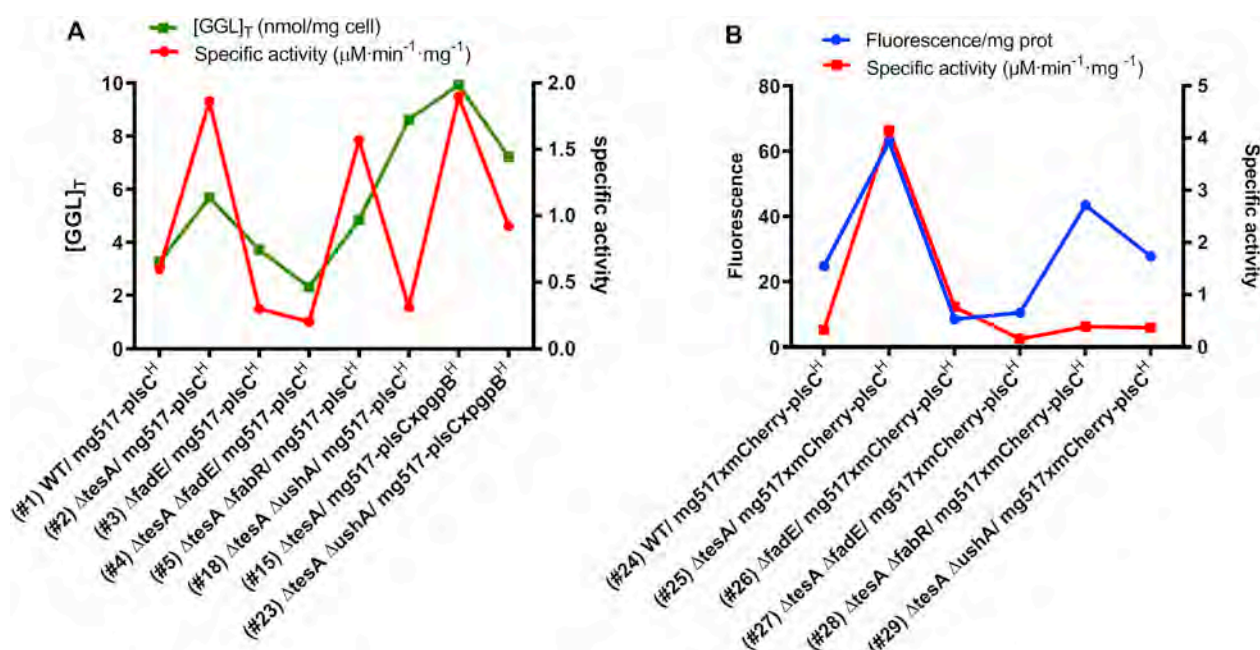 A
[GGL]T (nmol/mg cell)
Specific activity (μM·min⁻¹·mg⁻¹)
10
8
6
4
2
0
[GGL]T
2.0
1.5
1.0
0.5
0.0
specific activity
(#1) WT/ mg517-plsCᴴ
(#2) ΔtesA/ mg517-plsCᴴ
(#3) ΔfadE/ mg517-plsCᴴ
(#4) ΔtesA ΔfadE/ mg517-plsCᴴ
(#5) ΔtesA ΔfabR/ mg517-plsCᴴ
(#18) ΔtesA ΔushA/ mg517-plsCᴴ
(#15) ΔtesA/ mg517-plsCxpgpBᴴ
(#23) ΔtesA ΔushA/ mg517-plsCxpgpBᴴ
B
Fluorescence/mg prot
Specific activity (μM·min⁻¹·mg ⁻¹)
80
60
40
20
0
Fluorescence
5
4
3
2
1
0
Specific activity
(#24) WT/ mg517xmCherry-plsCᴴ
(#25) ΔtesA/ mg517xmCherry-plsCᴴ
(#26) ΔfadE/ mg517xmCherry-plsCᴴ
(#27) ΔtesA ΔfadE/ mg517xmCherry-plsCᴴ
(#28) ΔtesA ΔfabR/ mg517xmCherry-plsCᴴ
(#29) ΔtesA ΔushA/ mg517xmCherry-plsCᴴ